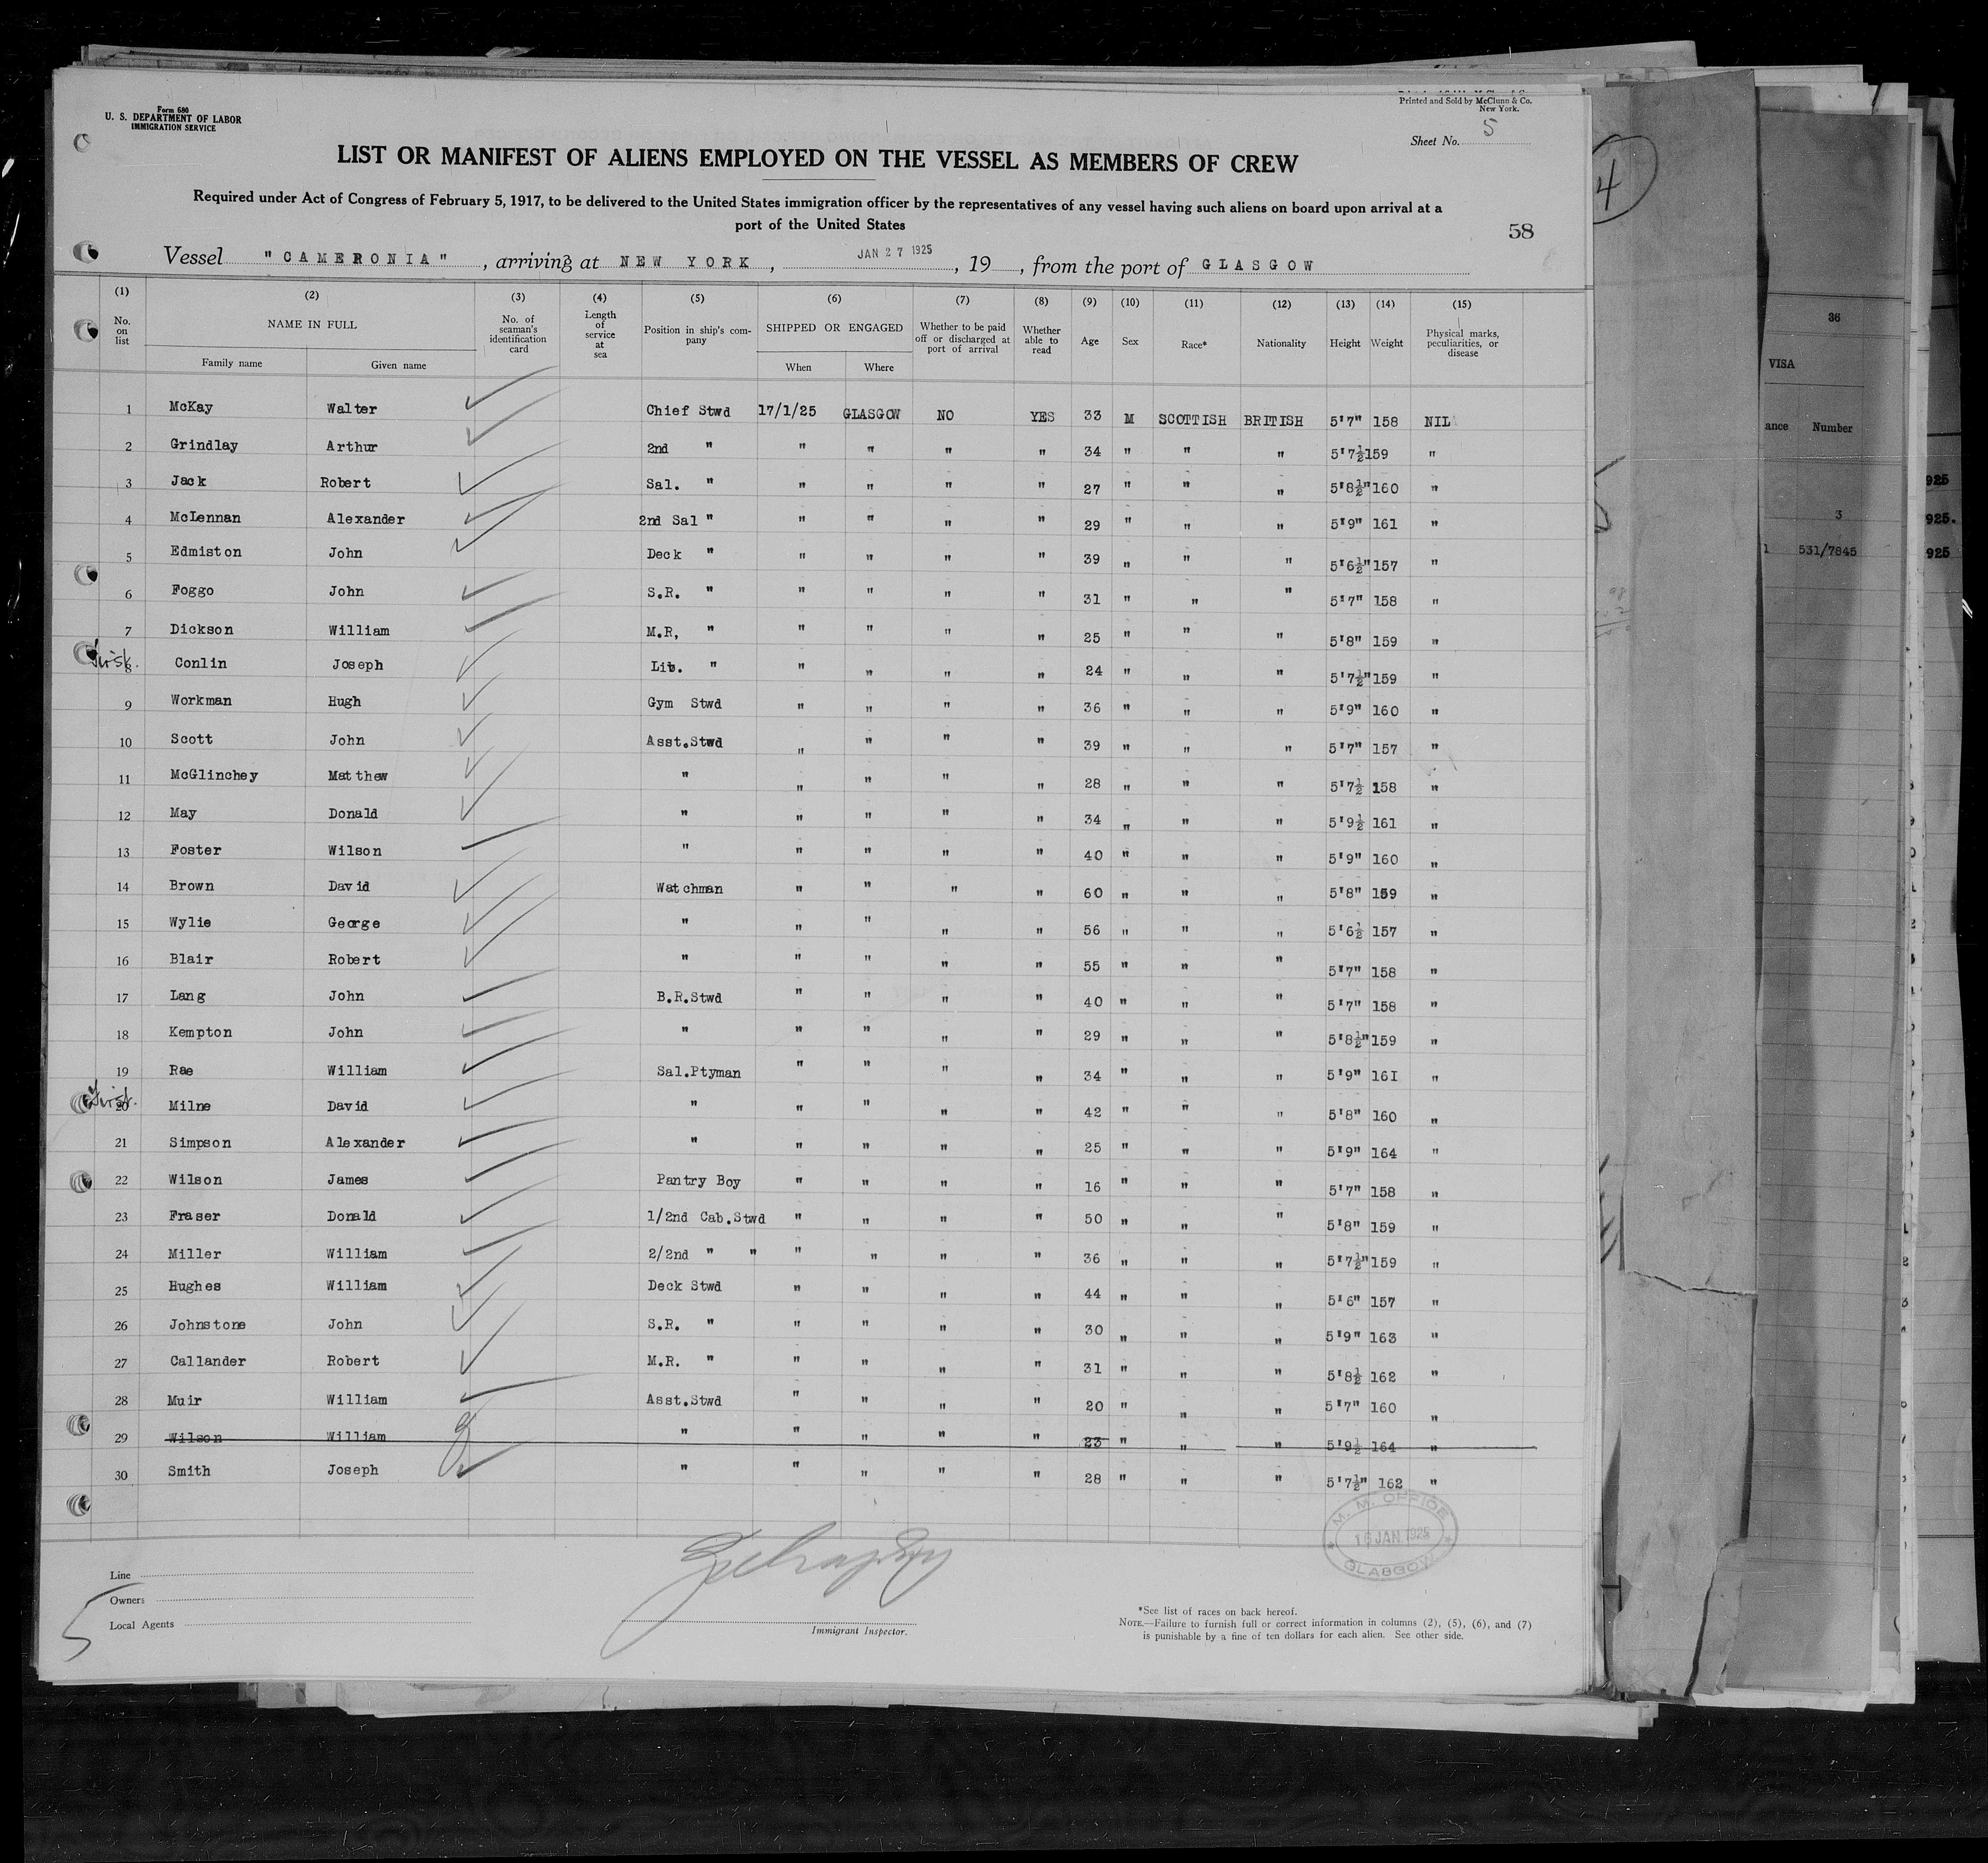 Form 680
U. S. DEPARTMENT OF LABOR
IMMIGRATION SERVICE
Printed and Sold by McClunn & Co.
New York.
Sheet No. 5
LIST OR MANIFEST OF ALIENS EMPLOYED ON THE VESSEL AS MEMBERS OF CREW
Required under Act of Congress of February 5, 1917, to be delivered to the United States immigration officer by the representatives of any vessel having such aliens on board upon arrival at a
port of the United States
58
4
Vessel "CAMERONIA", arriving at NEW YORK, JAN 27 1925, 19 , from the port of GLASGOW
(1) (2) (3) (4) (5) (6) (7) (8) (9) (10) (11) (12) (13) (14) (15)
No. on list NAME IN FULL No. of seaman's identification card Length of service at sea Position in ship's company SHIPPED OR ENGAGED Whether to be paid off or discharged at port of arrival Whether able to read Age Sex Race* Nationality Height Weight Physical marks, peculiarities, or disease
Family name Given name When Where
1 McKay Walter Chief Stwd 17/1/25 GLASGOW NO YES 33 M SCOTTISH BRITISH 5'7" 158 NIL
2 Grindlay Arthur 2nd " " " " " 34 " " " 5'7½ 159 "
3 Jack Robert Sal. " " " " " 27 " " " 5'8½" 160 "
4 McLennan Alexander 2nd Sal " " " " " 29 " " " 5'9" 161 "
5 Edmiston John Deck " " " " " 39 " " " 5'6½" 157 "
6 Foggo John S.R. " " " " " 31 " " " 5'7" 158 "
7 Dickson William M.R, " " " " " 25 " " " 5'8" 159 "
8 Conlin Joseph Lib. " " " " " 24 " " " 5'7½" 159 "
9 Workman Hugh Gym Stwd " " " " 36 " " " 5'9" 160 "
10 Scott John Asst.Stwd " " " " 39 " " " 5'7" 157 "
11 McGlinchey Matthew " " " " " 28 " " " 5'7½ 158 "
12 May Donald " " " " " 34 " " " 5'9½ 161 "
13 Foster Wilson " " " " " 40 " " " 5'9" 160 "
14 Brown David Watchman " " " " 60 " " " 5'8" 159 "
15 Wylie George " " " " " 56 " " " 5'6½ 157 "
16 Blair Robert " " " " " 55 " " " 5'7" 158 "
17 Lang John B.R.Stwd " " " " 40 " " " 5'7" 158 "
18 Kempton John " " " " " 29 " " " 5'8½" 159 "
19 Rae William Sal.Ptyman " " " " 34 " " " 5'9" 16I "
20 Milne David " " " " " 42 " " " 5'8" 160 "
21 Simpson Alexander " " " " " 25 " " " 5'9" 164 "
22 Wilson James Pantry Boy " " " " 16 " " " 5'7" 158 "
23 Fraser Donald 1/2nd Cab.Stwd " " " " 50 " " " 5'8" 159 "
24 Miller William 2/2nd " " " " " " 36 " " " 5'7½" 159 "
25 Hughes William Deck Stwd " " " " 44 " " " 5'6" 157 "
26 Johnstone John S.R. " " " " " 30 " " " 5'9" 163 "
27 Callander Robert M.R. " " " " " 31 " " " 5'8½ 162 "
28 Muir William Asst.Stwd " " " " 20 " " " 5'7" 160 "
29 Wilson William " " " " " 23 " " " 5'9½ 164 "
30 Smith Joseph " " " " " 28 " " " 5'7½" 162 "
M. M. OFFICE
16 JAN. 1925
GLASGOW
Line
Owners
Local Agents
5
Immigrant Inspector.
*See list of races on back hereof.
NOTE.—Failure to furnish full or correct information in columns (2), (5), (6), and (7)
is punishable by a fine of ten dollars for each alien. See other side.
36
VISA
ance Number
3
1 531/7845
925
925.
925